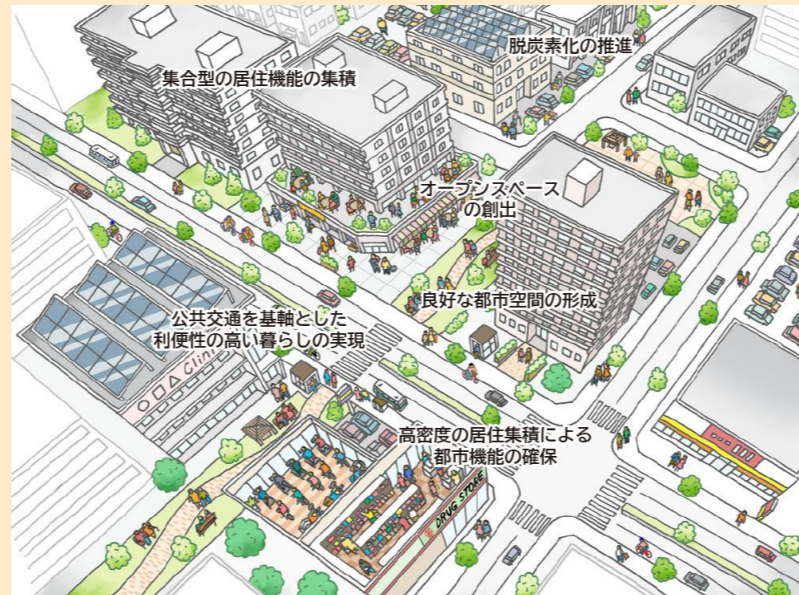 脱炭素化の推進
集合型の居住機能の集積
オープンスペース
の創出
良好な都市空間の形成
公共交通を基軸とした
利便性の高い暮らしの実現
○□△ Clinic
高密度の居住集積による
都市機能の確保
DRUG STORE